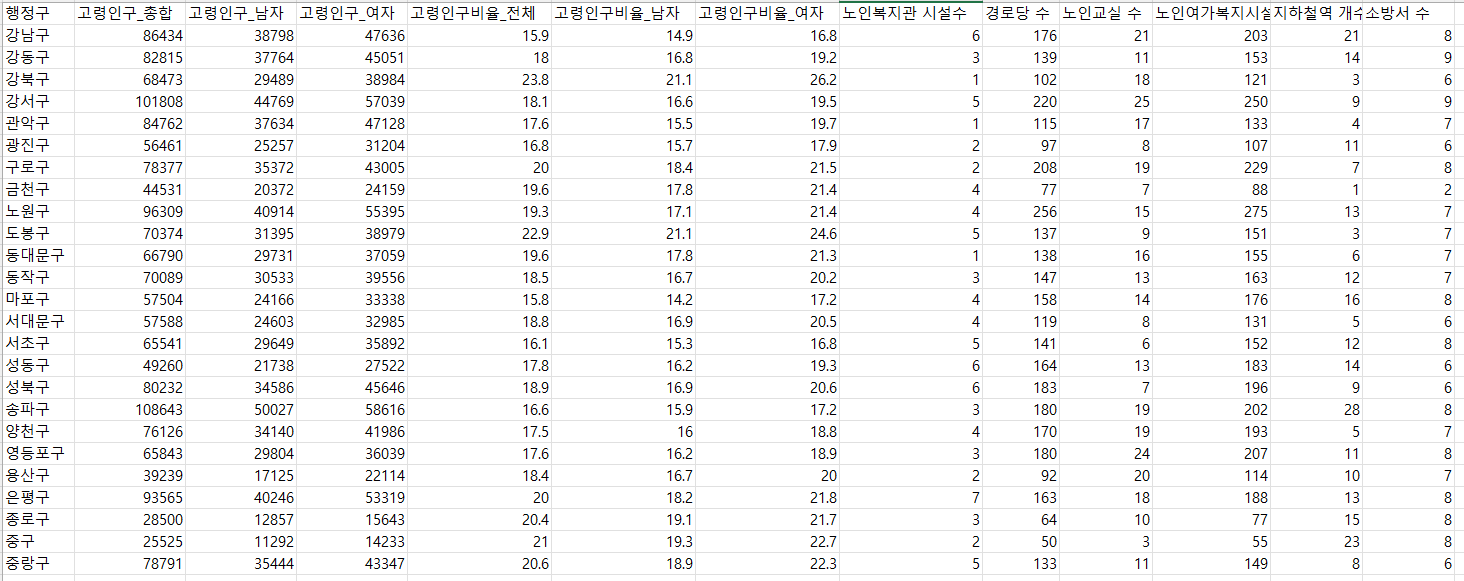 행정구 고령인구_종합 고령인구_남자 고령인구_여자 고령인구비율_전체 고령인구비율_남자 고령인구비율_여자 노인복지관 시설수 경로당 수 노인교실 수 노인여가복지시설 지하철역 개수 소방서 수
강남구 86434 38798 47636 15.9 14.9 16.8 6 176 21 203 21 8
강동구 82815 37764 45051 18 16.8 19.2 3 139 11 153 14 9
강북구 68473 29489 38984 23.8 21.1 26.2 1 102 18 121 3 6
강서구 101808 44769 57039 18.1 16.6 19.5 5 220 25 250 9 9
관악구 84762 37634 47128 17.6 15.5 19.7 1 115 17 133 4 7
광진구 56461 25257 31204 16.8 15.7 17.9 2 97 8 107 11 6
구로구 78377 35372 43005 20 18.4 21.5 2 208 19 229 7 8
금천구 44531 20372 24159 19.6 17.8 21.4 4 77 7 88 1 2
노원구 96309 40914 55395 19.3 17.1 21.4 4 256 15 275 13 7
도봉구 70374 31395 38979 22.9 21.1 24.6 5 137 9 151 3 7
동대문구 66790 29731 37059 19.6 17.8 21.3 1 138 16 155 6 7
동작구 70089 30533 39556 18.5 16.7 20.2 3 147 13 163 12 7
마포구 57504 24166 33338 15.8 14.2 17.2 4 158 14 176 16 8
서대문구 57588 24603 32985 18.8 16.9 20.5 4 119 8 131 5 6
서초구 65541 29649 35892 16.1 15.3 16.8 5 141 6 152 12 8
성동구 49260 21738 27522 17.8 16.2 19.3 6 164 13 183 14 6
성북구 80232 34586 45646 18.9 16.9 20.6 6 183 7 196 9 6
송파구 108643 50027 58616 16.6 15.9 17.2 3 180 19 202 28 8
양천구 76126 34140 41986 17.5 16 18.8 4 170 19 193 5 7
영등포구 65843 29804 36039 17.6 16.2 18.9 3 180 24 207 11 8
용산구 39239 17125 22114 18.4 16.7 20 2 92 20 114 10 7
은평구 93565 40246 53319 20 18.2 21.8 7 163 18 188 13 8
종로구 28500 12857 15643 20.4 19.1 21.7 3 64 10 77 15 8
중구 25525 11292 14233 21 19.3 22.7 2 50 3 55 23 8
중랑구 78791 35444 43347 20.6 18.9 22.3 5 133 11 149 8 6